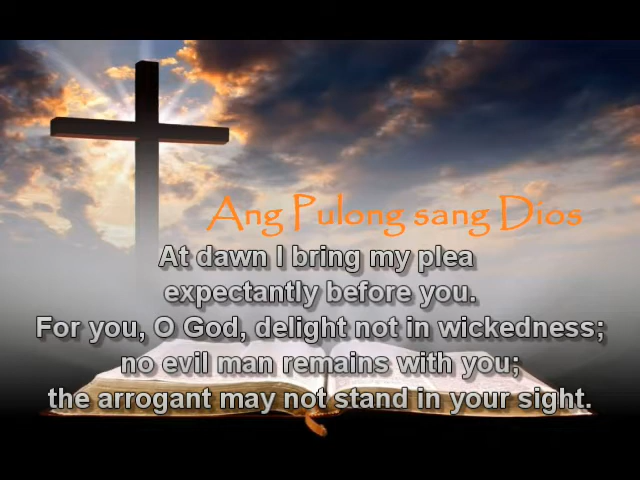 Ang Pulong sang Dios
At dawn I bring my plea
expectantly before you.
For you, O God, delight not in wickedness;
no evil man remains with you;
the arrogant may not stand in your sight.